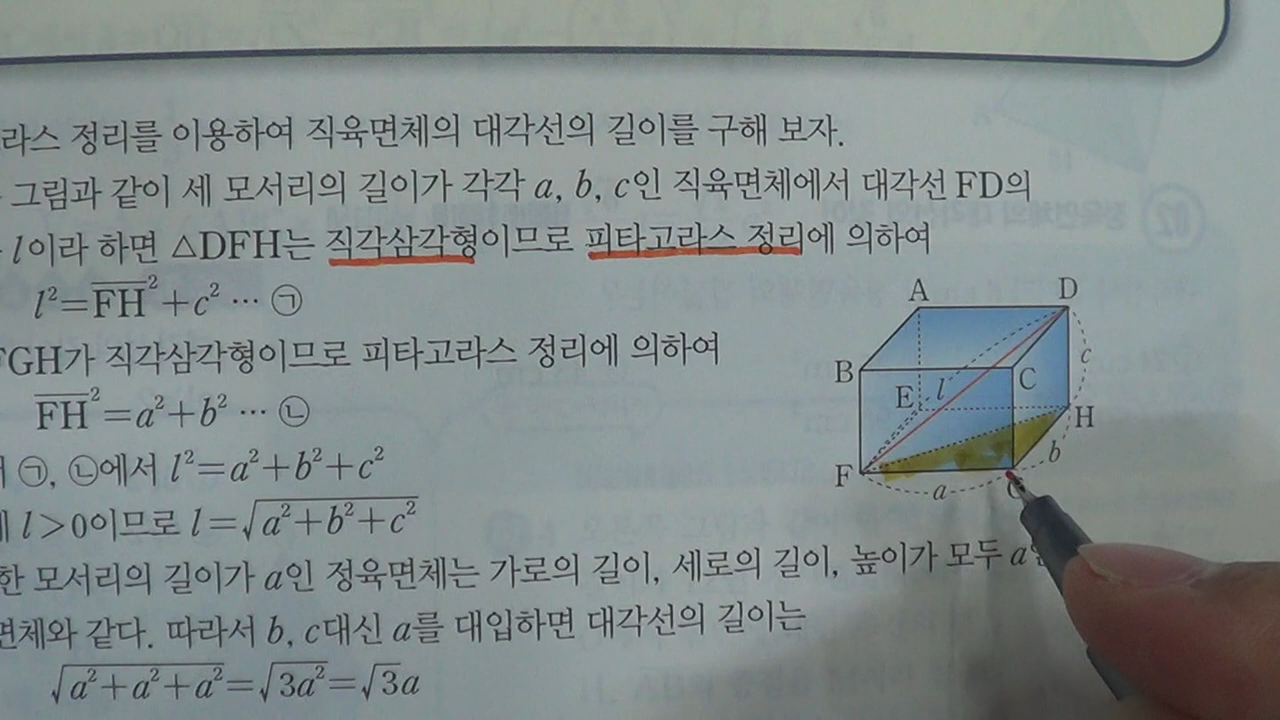 라스 정리를 이용하여 직육면체의 대각선의 길이를 구해 보자.
그림과 같이 세 모서리의 길이가 각각 a, b, c인 직육면체에서 대각선 FD의
l이라 하면 △DFH는 직각삼각형이므로 피타고라스 정리에 의하여
l²=F̅H̅²+c² ··· ㉠
FGH가 직각삼각형이므로 피타고라스 정리에 의하여
F̅H̅²=a²+b² ··· ㉡
㉠, ㉡에서 l²=a²+b²+c²
l>0이므로 l=√(a²+b²+c²)
한 모서리의 길이가 a인 정육면체는 가로의 길이, 세로의 길이, 높이가 모두 a
면체와 같다. 따라서 b, c대신 a를 대입하면 대각선의 길이는
√(a²+a²+a²)=√(3a²)=√3a
A D
B C c
E l
H
F b
a